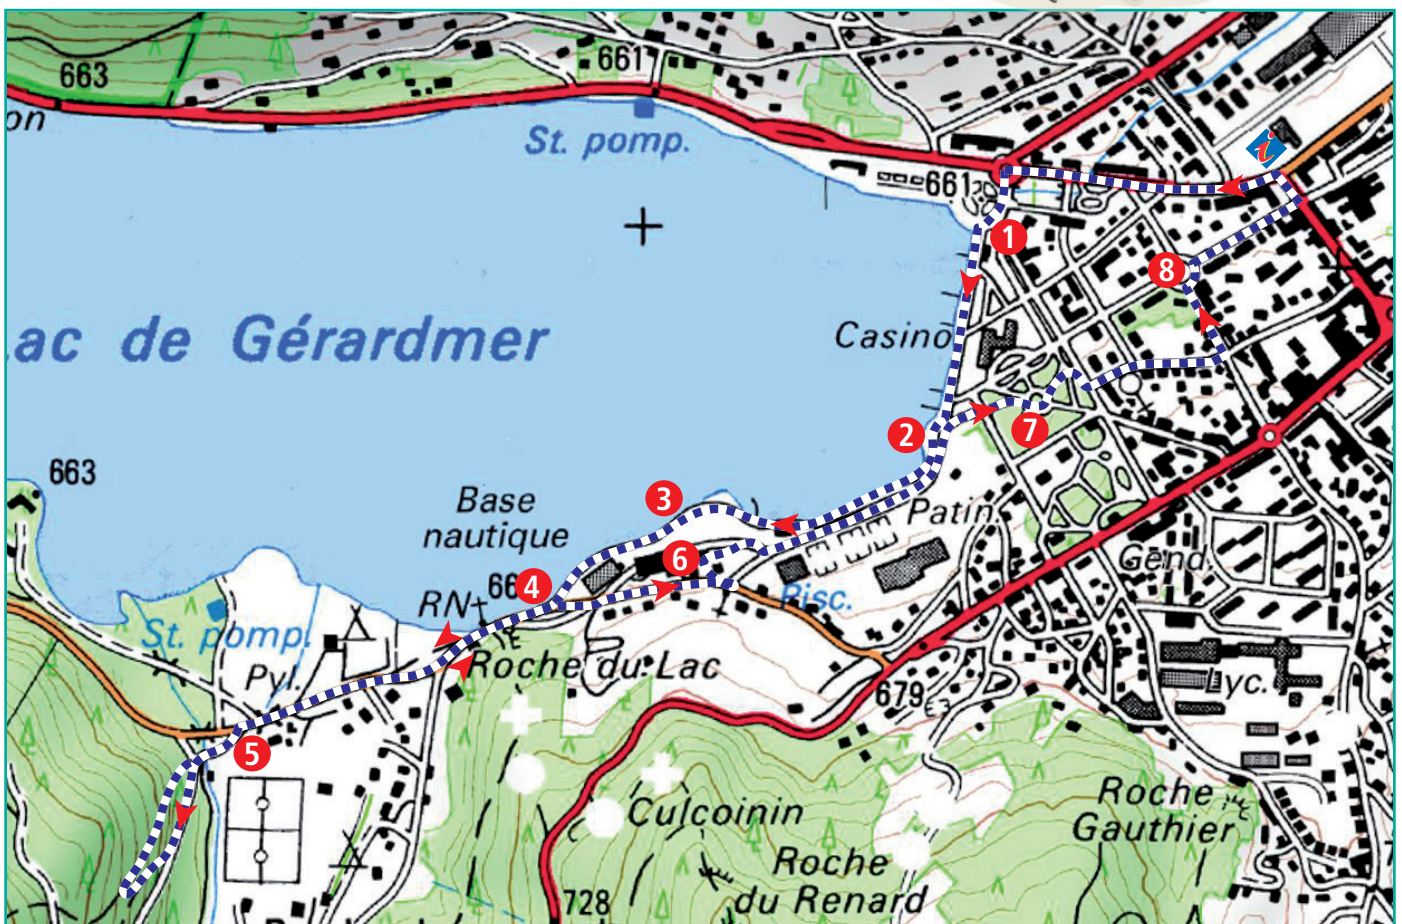 661
663
on
St. pomp.
i
661
1
8
Lac de Gérardmer
Casino
2
7
663
Base
nautique
3
Patin.
6
Gend.
4
66
RN
Pisc.
St. pomp.
Pyl.
Roche du Lac
679
Lyc.
5
Culcoinin
Roche
Gauthier
Roche
du Renard
728